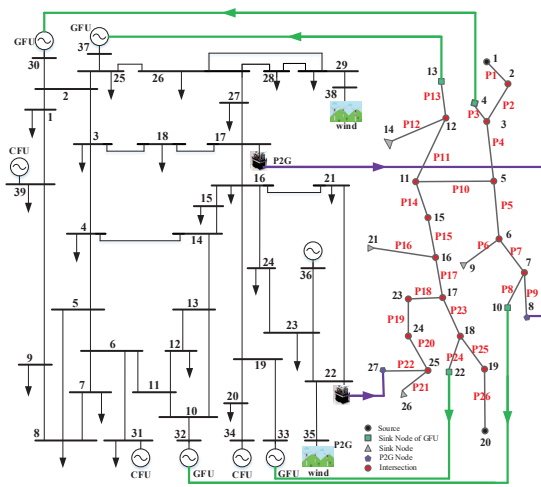 GFU
GFU
37
30
25
26
28
29
38
wind
2
1
27
3
18
17
P2G
CFU
39
16
21
15
4
14
24
36
13
23
5
6
12
22
7
11
19
9
10
20
8
31
32
34
33
35
P2G
CFU
GFU
CFU
GFU
wind
1
P1
2
13
P13
4
P3
P2
3
14
P12
12
P4
P11
11
P10
5
P14
P5
15
21
P16
P15
6
16
P6
P7
9
7
P17
P8
P9
23
P18
17
10
8
P19
P23
24
18
P20
P24
P25
27
P22
25
22
19
P21
26
P26
20
Source
Sink Node of GFU
Sink Node
P2G Node
Intersection